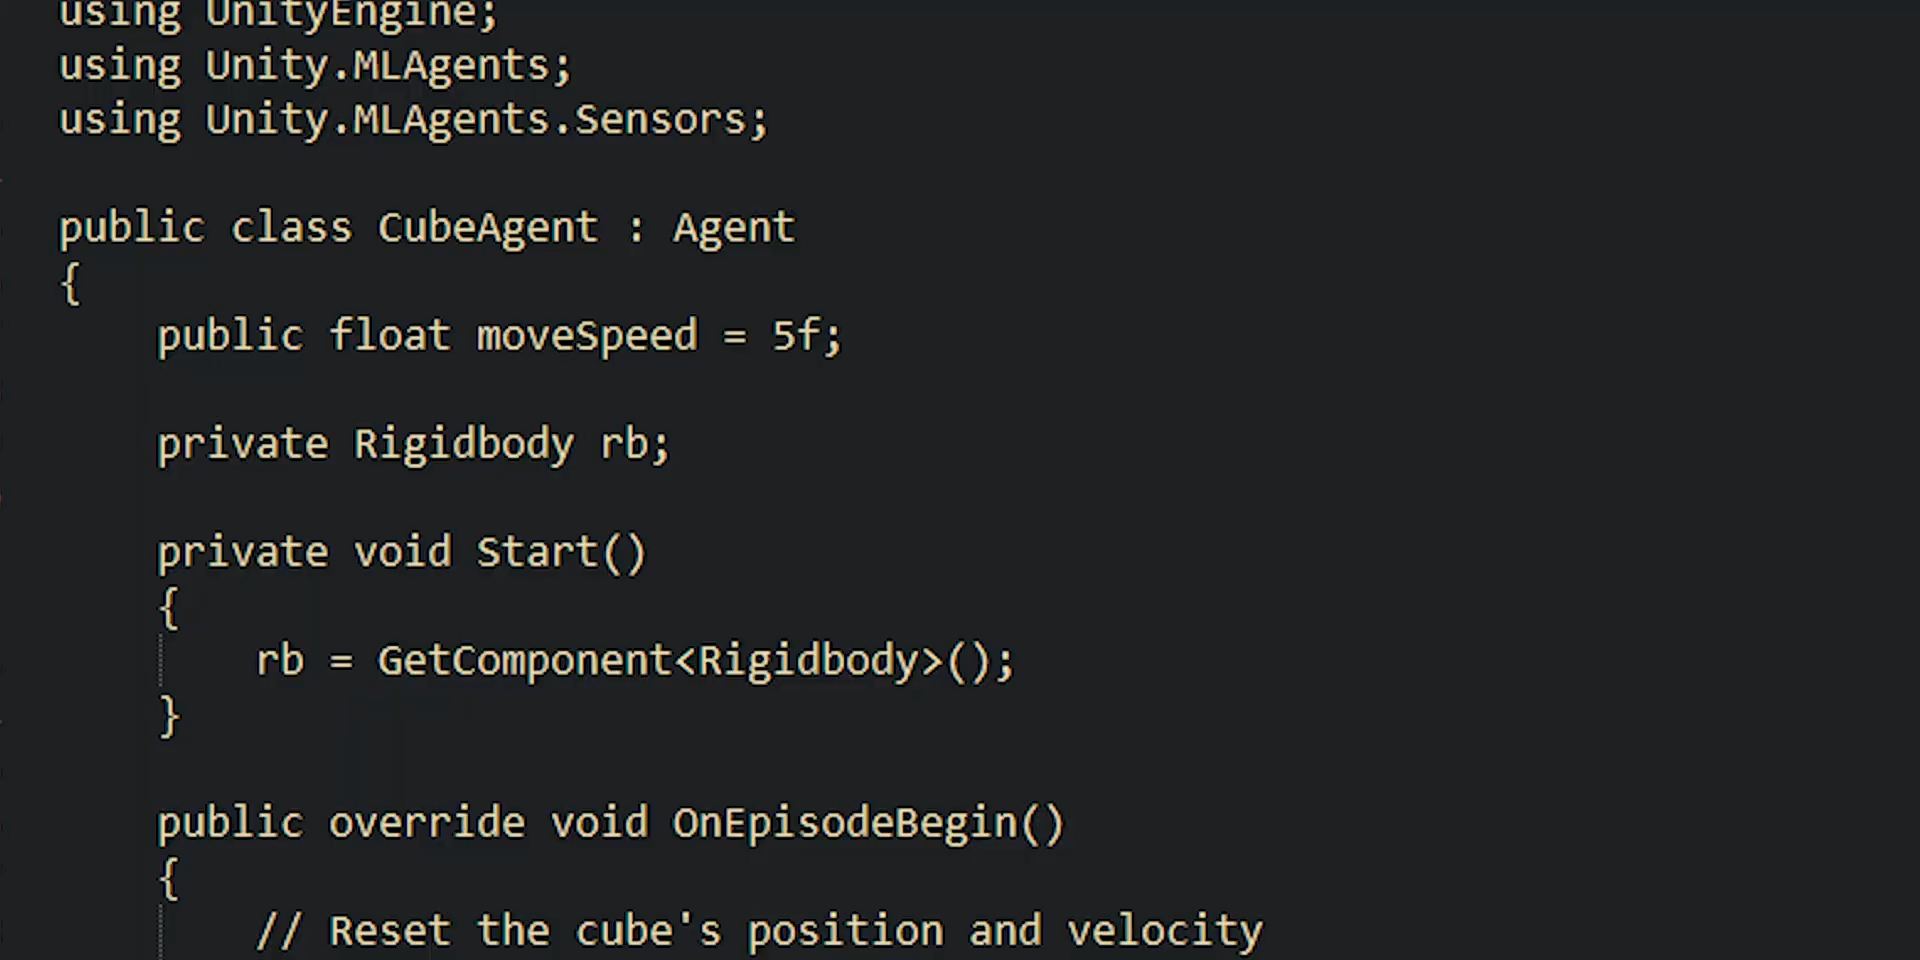 using UnityEngine;
using Unity.MLAgents;
using Unity.MLAgents.Sensors;
public class CubeAgent : Agent
{
public float moveSpeed = 5f;
private Rigidbody rb;
private void Start()
{
rb = GetComponent<Rigidbody>();
}
public override void OnEpisodeBegin()
{
// Reset the cube's position and velocity